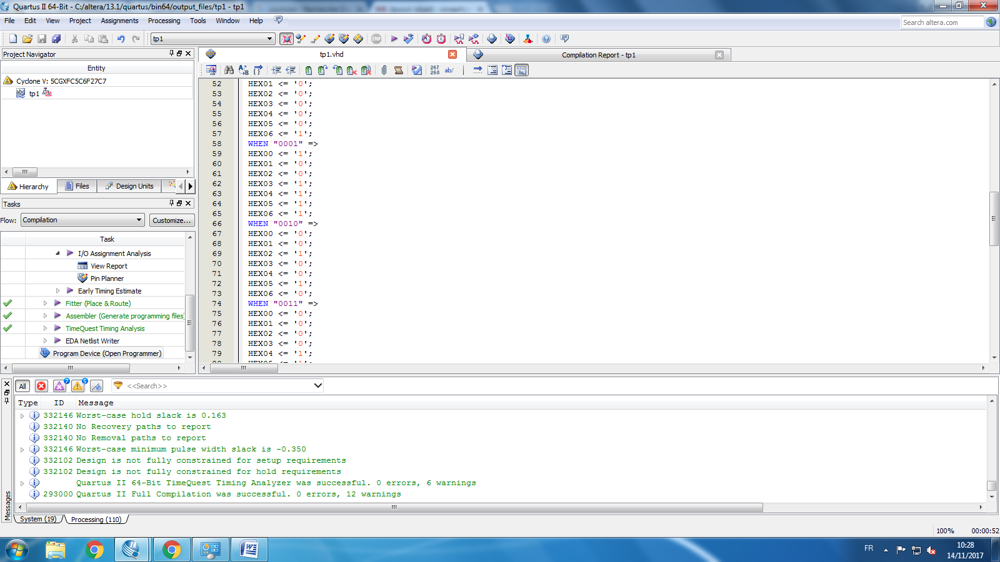 Quartus II 64-Bit - C:/altera/13.1/quartus/bin64/output_files/tp1 - tp1
File Edit View Project Assignments Processing Tools Window Help
Search altera.com
tp1
Project Navigator
Entity
Cyclone V: 5CGXFC5C6F27C7
tp1
Hierarchy Files Design Units
Tasks
Flow: Compilation Customize...
Task
I/O Assignment Analysis
View Report
Pin Planner
Early Timing Estimate
Fitter (Place & Route)
Assembler (Generate programming files)
TimeQuest Timing Analysis
EDA Netlist Writer
Program Device (Open Programmer)
tp1.vhd
Compilation Report - tp1
267
268 ab/
52 HEX01 <= '0';
53 HEX02 <= '0';
54 HEX03 <= '0';
55 HEX04 <= '0';
56 HEX05 <= '0';
57 HEX06 <= '1';
58 WHEN "0001" =>
59 HEX00 <= '1';
60 HEX01 <= '0';
61 HEX02 <= '0';
62 HEX03 <= '1';
63 HEX04 <= '1';
64 HEX05 <= '1';
65 HEX06 <= '1';
66 WHEN "0010" =>
67 HEX00 <= '0';
68 HEX01 <= '0';
69 HEX02 <= '1';
70 HEX03 <= '0';
71 HEX04 <= '0';
72 HEX05 <= '1';
73 HEX06 <= '0';
74 WHEN "0011" =>
75 HEX00 <= '0';
76 HEX01 <= '0';
77 HEX02 <= '0';
78 HEX03 <= '0';
79 HEX04 <= '1';
80 HEX05 <= '1';
All 7 5 <<Search>>
Type ID Message
332146 Worst-case hold slack is 0.163
332140 No Recovery paths to report
332140 No Removal paths to report
332146 Worst-case minimum pulse width slack is -0.350
332102 Design is not fully constrained for setup requirements
332102 Design is not fully constrained for hold requirements
Quartus II 64-Bit TimeQuest Timing Analyzer was successful. 0 errors, 6 warnings
293000 Quartus II Full Compilation was successful. 0 errors, 12 warnings
Messages
System (19) Processing (110)
100% 00:00:52
FR
10:28
14/11/2017